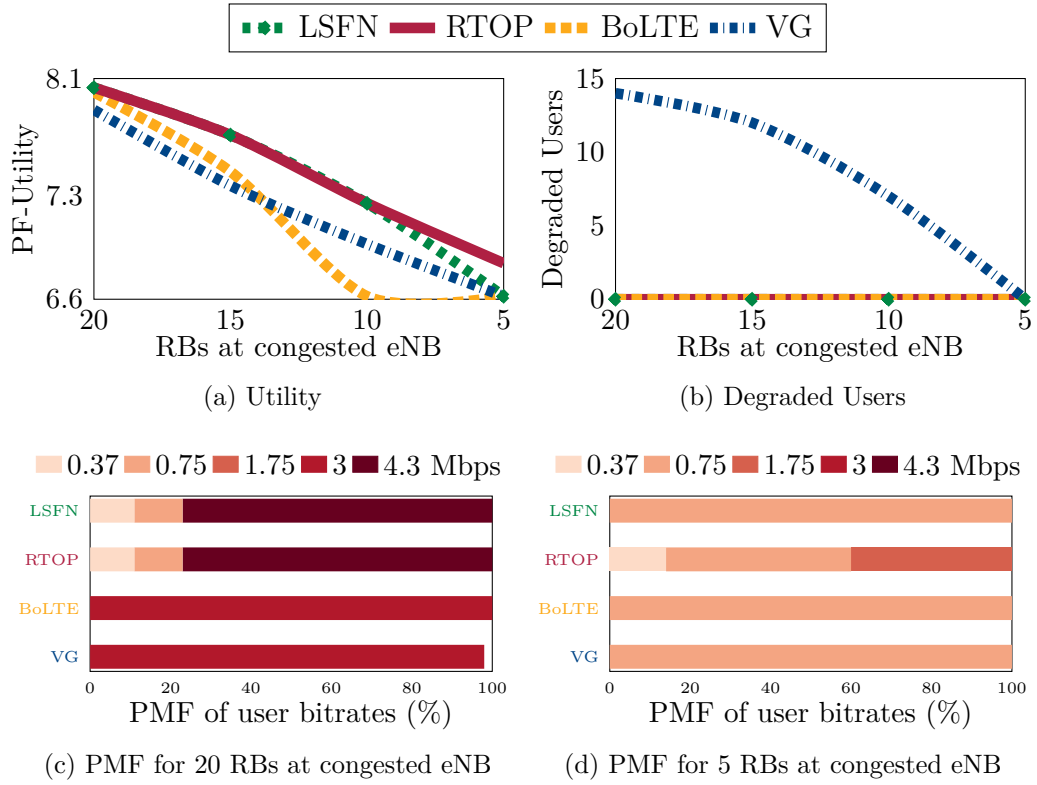 LSFN RTOP BoLTE VG
8.1
7.3
6.6
PF-Utility
20 15 10 5
RBs at congested eNB
(a) Utility
15
10
5
0
Degraded Users
20 15 10 5
RBs at congested eNB
(b) Degraded Users
0.37 0.75 1.75 3 4.3 Mbps
LSFN
RTOP
BoLTE
VG
0 20 40 60 80 100
PMF of user bitrates (%)
(c) PMF for 20 RBs at congested eNB
0.37 0.75 1.75 3 4.3 Mbps
LSFN
RTOP
BoLTE
VG
0 20 40 60 80 100
PMF of user bitrates (%)
(d) PMF for 5 RBs at congested eNB